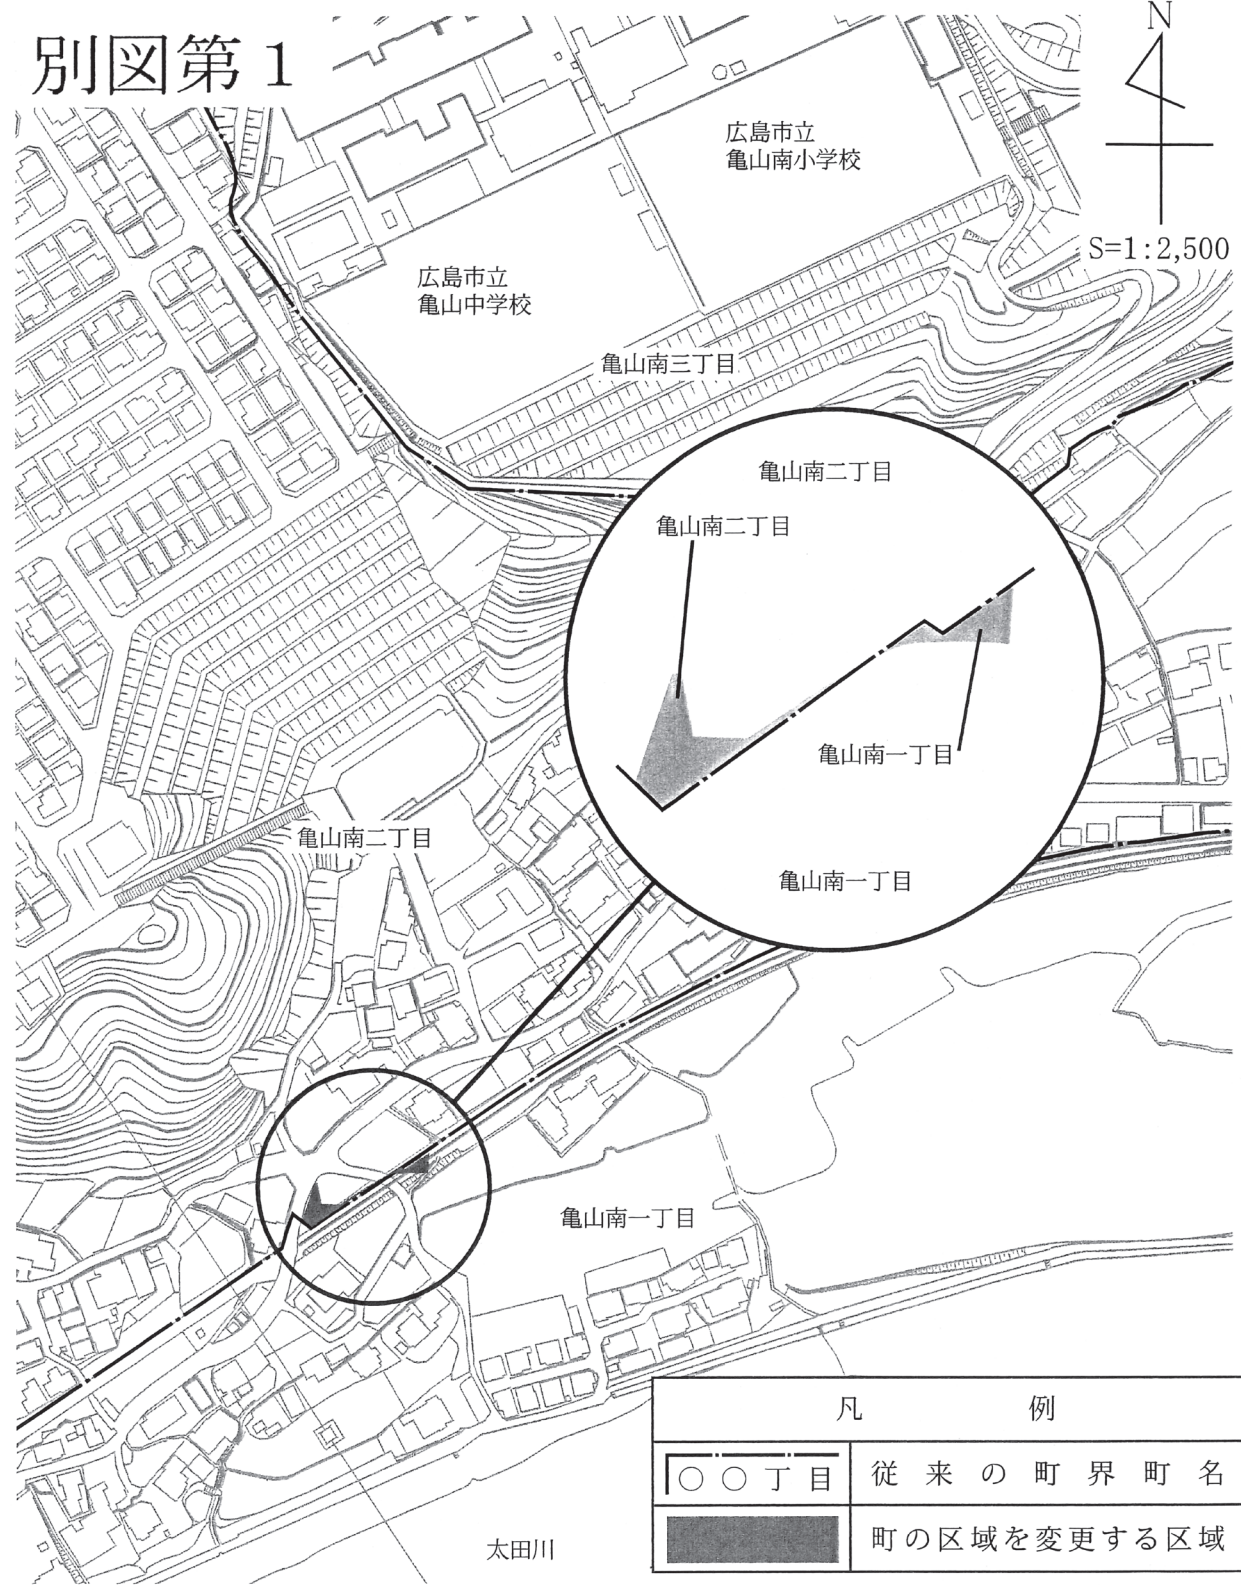 別図第1
N
S=1:2,500
広島市立
亀山南小学校
広島市立
亀山中学校
亀山南三丁目
亀山南二丁目
亀山南二丁目
亀山南一丁目
亀山南一丁目
亀山南二丁目
亀山南一丁目
太田川
凡例
〇〇丁目 従来の町界町名
町の区域を変更する区域